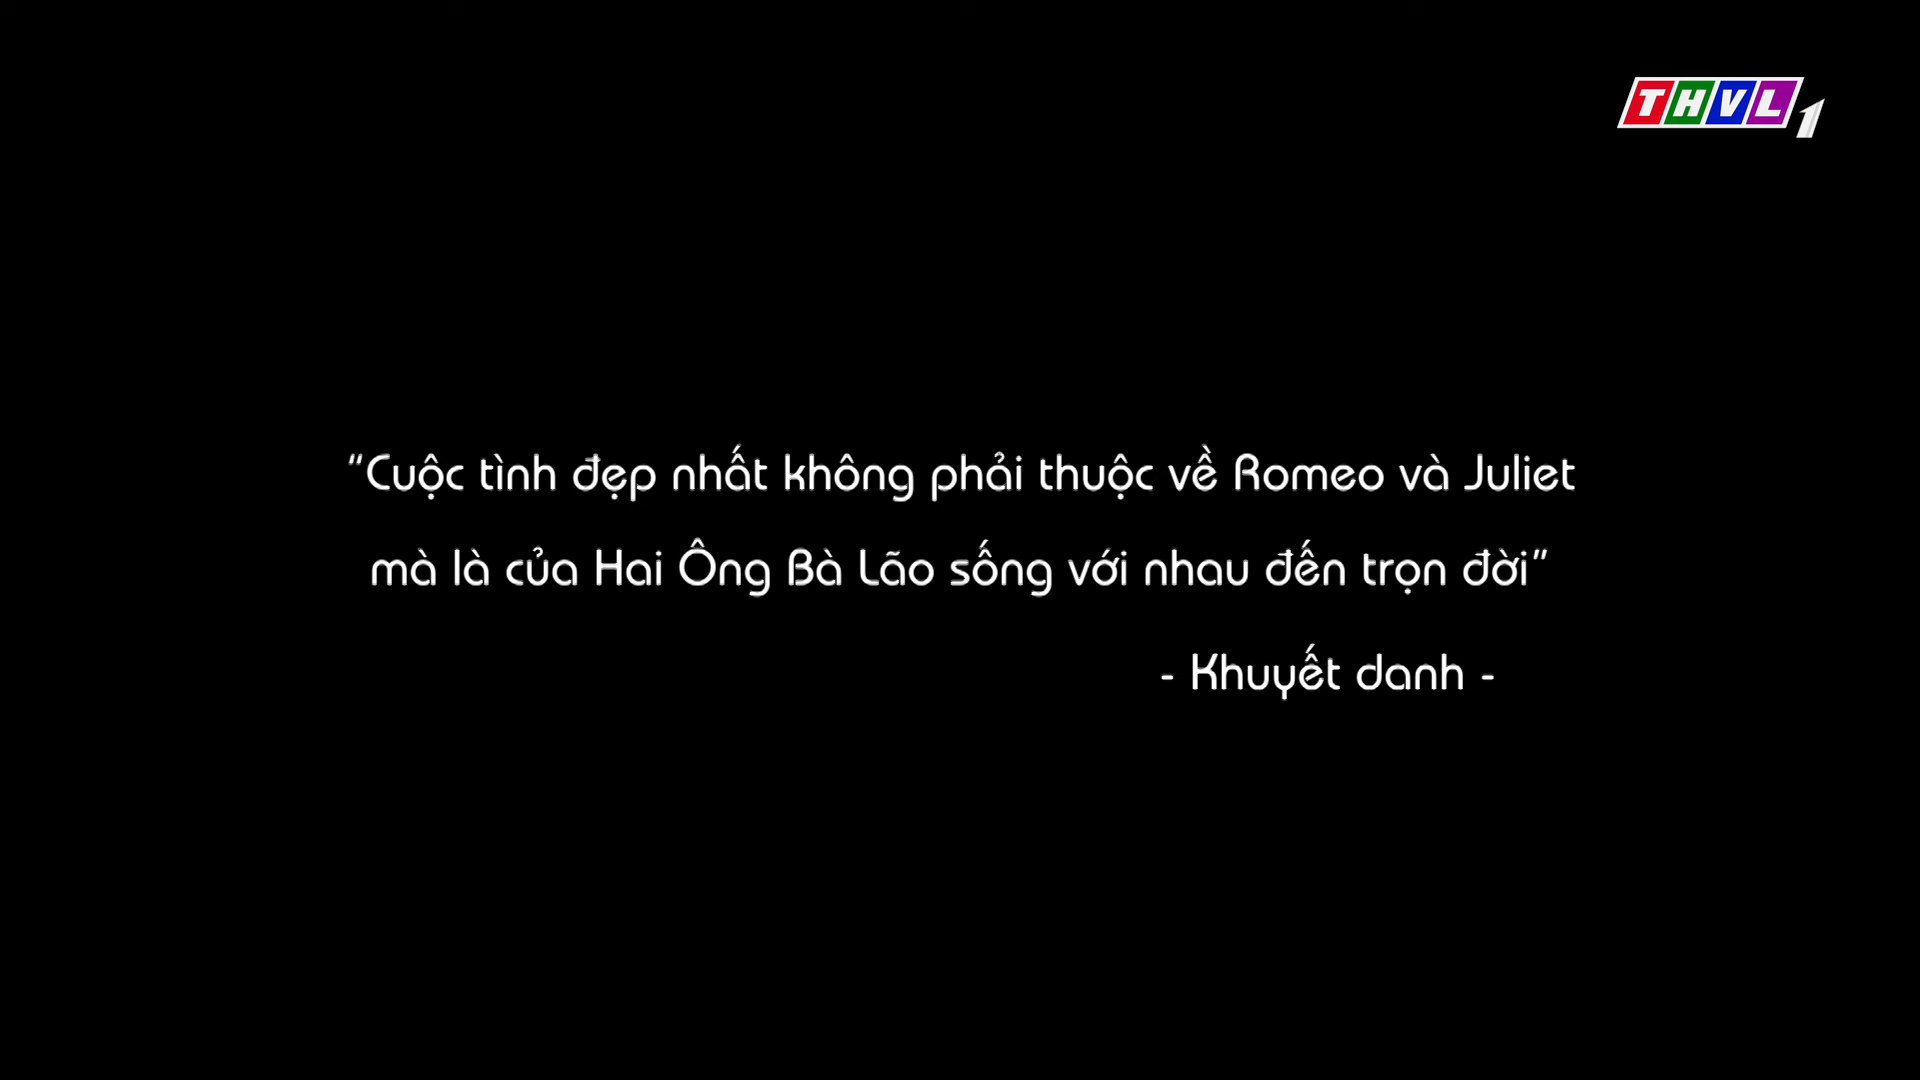 THVL1
“Cuộc tình đẹp nhất không phải thuộc về Romeo và Juliet
mà là của Hai Ông Bà Lão sống với nhau đến trọn đời”
- Khuyết danh -